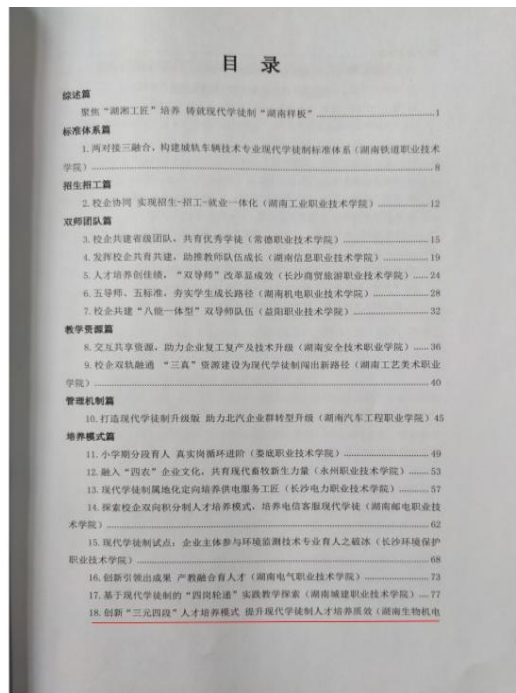 目 录
综述篇
聚焦“湖湘工匠”培养 铸就现代学徒制“湖南样板”……1
标准体系篇
1.两对接三融合，构建城轨车辆技术专业现代学徒制标准体系（湖南铁道职业技术
学院）……8
招生招工篇
2.校企协同 实现招生-招工-就业一体化（湖南工业职业技术学院）……12
双师团队篇
3.校企共建省级团队，共育优秀学徒（常德职业技术学院）……15
4.发挥校企共育共建，助推教师队伍成长（湖南信息职业技术学院）……19
5.人才培养创佳绩，“双导师”改革显成效（长沙商贸旅游职业技术学院）……24
6.五导师、五标准，夯实学生成长路径（湖南机电职业技术学院）……28
7.校企共建“八能一体型”双导师队伍（益阳职业技术学院）……32
教学资源篇
8.交互共享资源，助力企业复工复产及技术升级（湖南安全技术职业学院）……36
9.校企双轨融通 “三真”资源建设为现代学徒制闯出新路径（湖南工艺美术职业
学院）……40
管理机制篇
10.打造现代学徒制升级版 助力北汽企业群转型升级（湖南汽车工程职业学院）45
培养模式篇
11.小学期分段育人 真实岗循环进阶（娄底职业技术学院）……49
12.融入“四农”企业文化，共育现代畜牧新生力量（永州职业技术学院）……53
13.现代学徒制属地化定向培养供电服务工匠（长沙电力职业技术学院）……57
14.探索校企双向积分制人才培养模式，培养电信客服现代学徒（湖南邮电职业技
术学院）……62
15.现代学徒制试点：企业主体参与环境监测技术专业育人之破冰（长沙环境保护
职业技术学院）……68
16.创新引领出成果 产教融合育人才（湖南电气职业技术学院）……73
17.基于现代学徒制的“四岗轮通”实践教学探索（湖南城建职业技术学院）……77
18.创新“三元四段”人才培养模式 提升现代学徒制人才培养质效（湖南生物机电